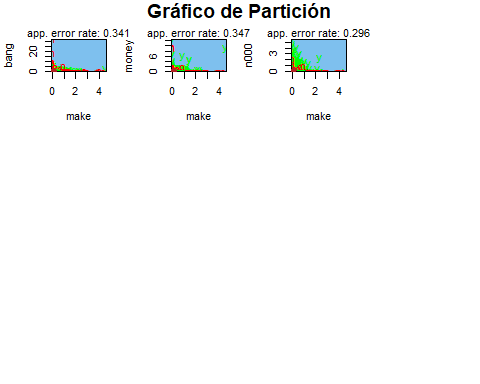 Gráfico de Partición
app. error rate: 0.341
app. error rate: 0.347
app. error rate: 0.296
bang
0 20
0 2 4
make
money
0 6
0 2 4
make
n000
0 3
0 2 4
make